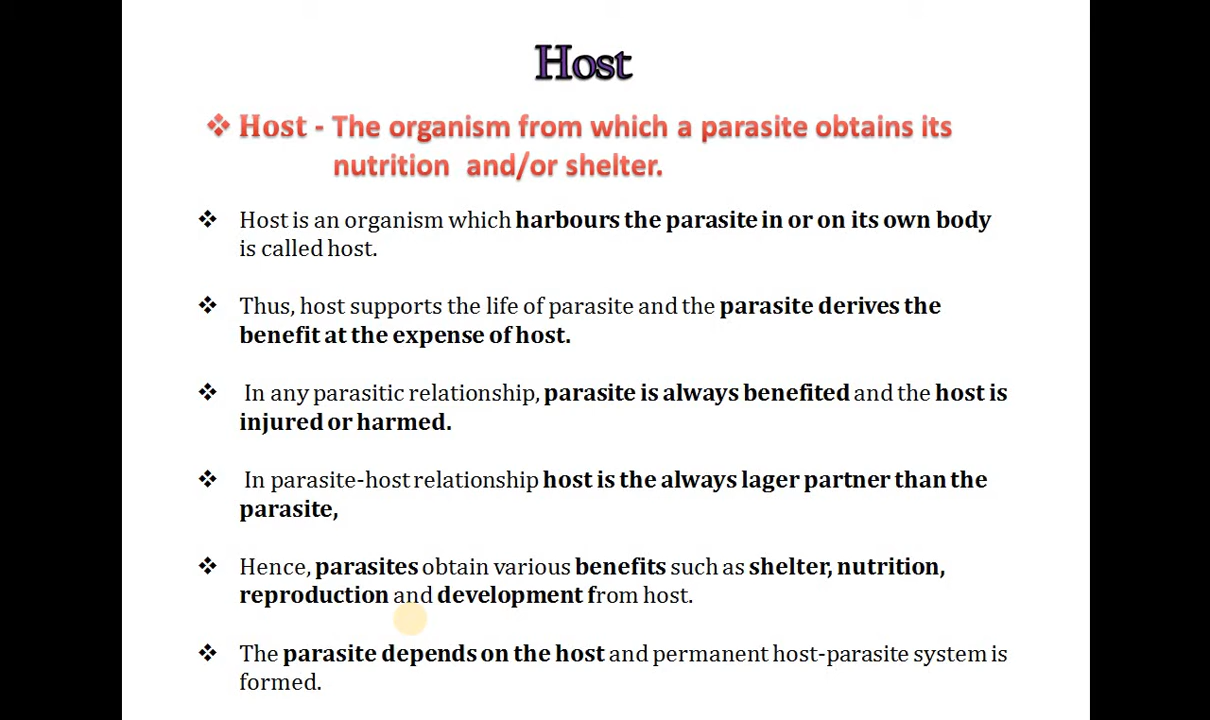 Host
❖ Host - The organism from which a parasite obtains its
nutrition and/or shelter.
❖ Host is an organism which harbours the parasite in or on its own body
is called host.
❖ Thus, host supports the life of parasite and the parasite derives the
benefit at the expense of host.
❖ In any parasitic relationship, parasite is always benefited and the host is
injured or harmed.
❖ In parasite-host relationship host is the always lager partner than the
parasite,
❖ Hence, parasites obtain various benefits such as shelter, nutrition,
reproduction and development from host.
❖ The parasite depends on the host and permanent host-parasite system is
formed.